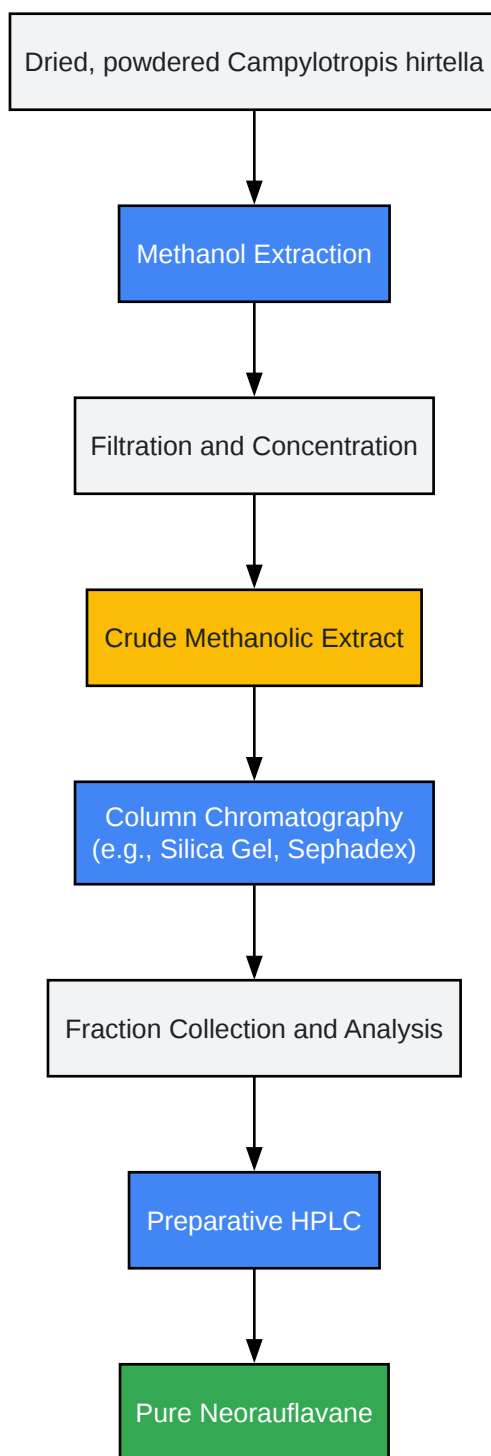 Dried, powdered Campylotropis hirtella
Methanol Extraction
Filtration and Concentration
Crude Methanolic Extract
Column Chromatography
(e.g., Silica Gel, Sephadex)
Fraction Collection and Analysis
Preparative HPLC
Pure Neorauflavane